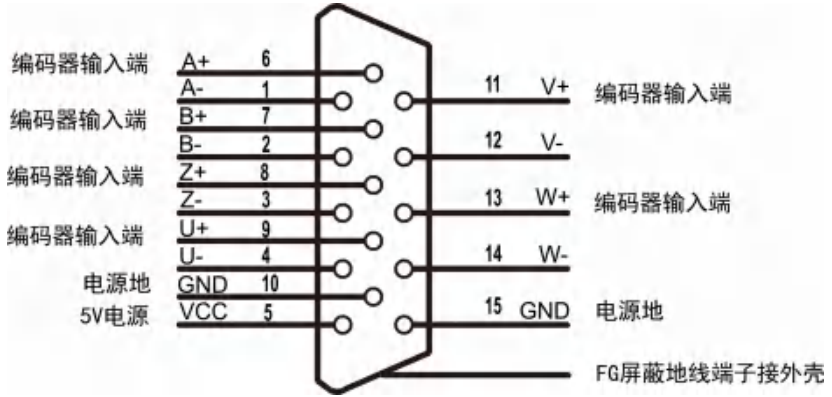 编码器输入端 A+ 6
A- 1
编码器输入端 B+ 7
B- 2
编码器输入端 Z+ 8
Z- 3
编码器输入端 U+ 9
U- 4
电源地 GND 10
5V电源 VCC 5
11 V+ 编码器输入端
12 V-
13 W+ 编码器输入端
14 W-
15 GND 电源地
FG屏蔽地线端子接外壳